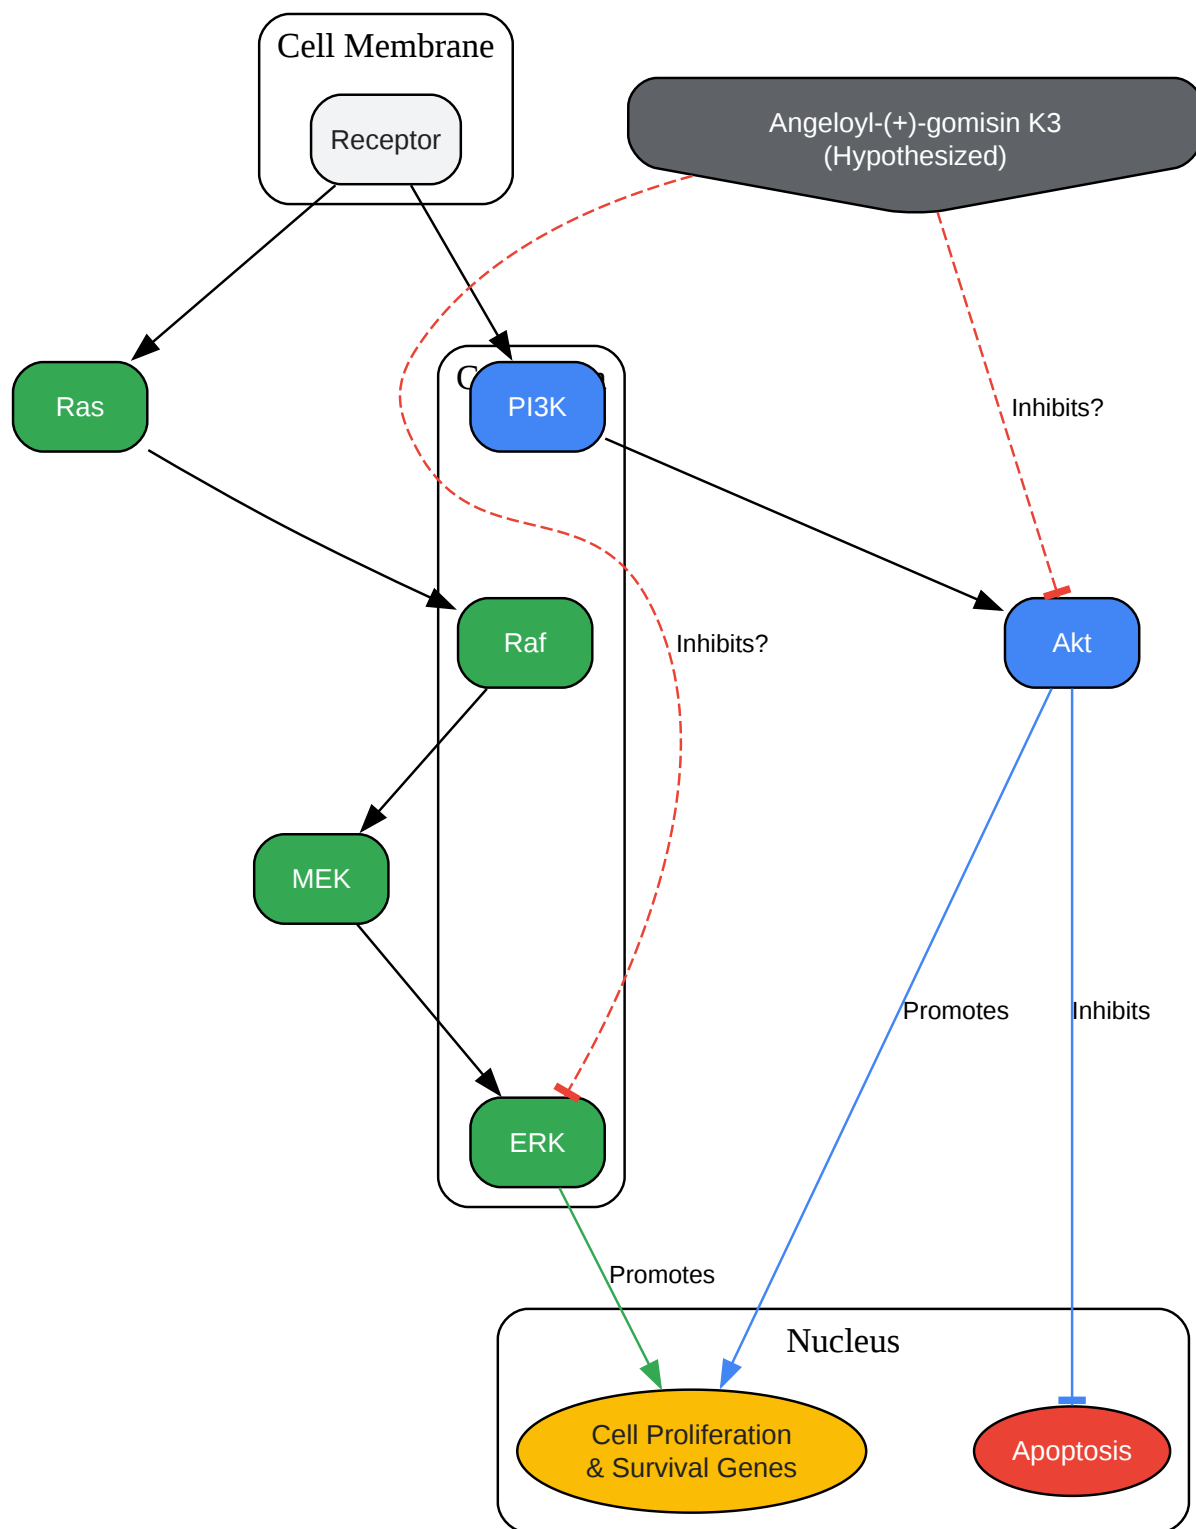 Cell Membrane
Receptor
Angeloyl-(+)-gomisin K3
(Hypothesized)
Ras
PI3K
Inhibits?
Raf
Inhibits?
Akt
MEK
Promotes
Inhibits
ERK
Promotes
Nucleus
Cell Proliferation
& Survival Genes
Apoptosis